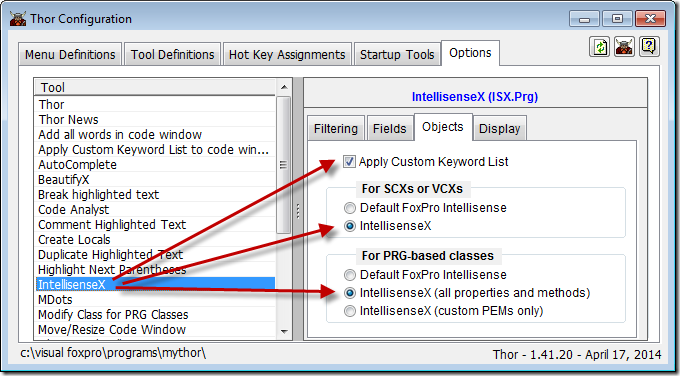 Thor Configuration
Menu Definitions Tool Definitions Hot Key Assignments Startup Tools Options
Tool
Thor
Thor News
Add all words in code window
Apply Custom Keyword List to code win...
AutoComplete
BeautifyX
Break highlighted text
Code Analyst
Comment Highlighted Text
Create Locals
Duplicate Highlighted Text
Highlight Next Parentheses
IntellisenseX
MDots
Modify Class for PRG Classes
Move/Resize Code Window
IntellisenseX (ISX.Prg)
Filtering Fields Objects Display
Apply Custom Keyword List
For SCXs or VCXs
Default FoxPro Intellisense
IntellisenseX
For PRG-based classes
Default FoxPro Intellisense
IntellisenseX (all properties and methods)
IntellisenseX (custom PEMs only)
c:\visual foxpro\programs\mythor\
Thor - 1.41.20 - April 17, 2014